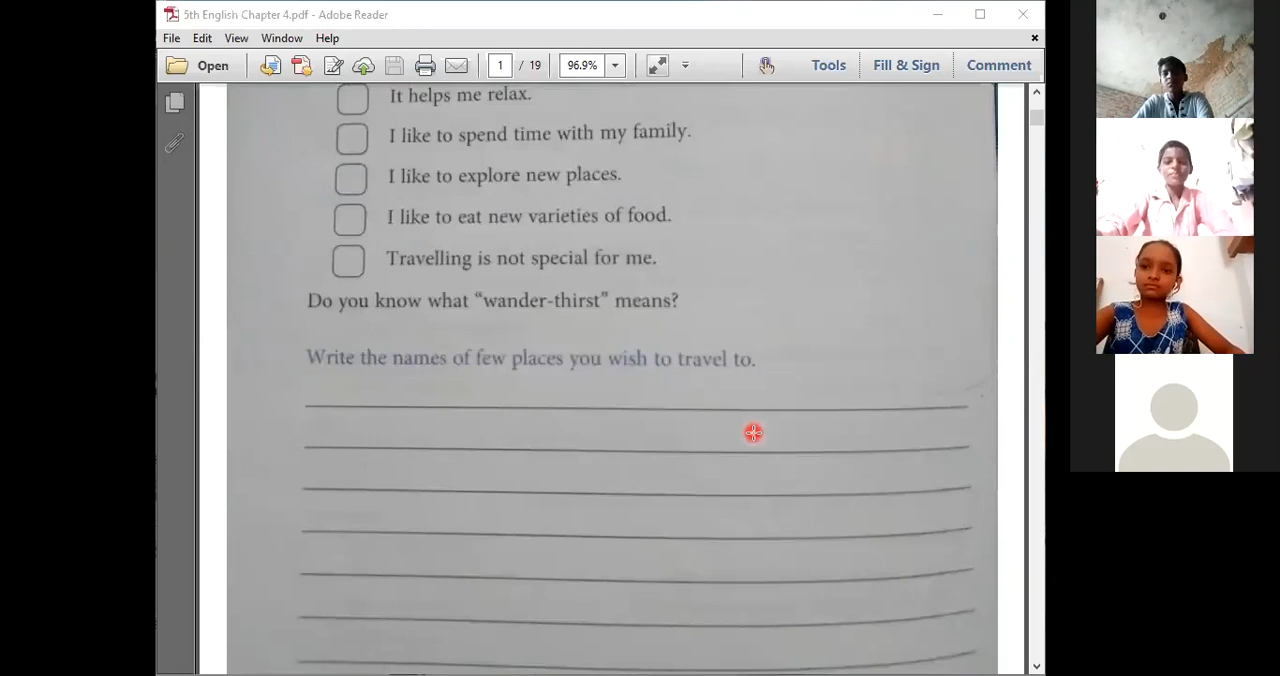 5th English Chapter 4.pdf - Adobe Reader
File Edit View Window Help
Open 1 / 19 96.9% Tools Fill & Sign Comment
It helps me relax.
I like to spend time with my family.
I like to explore new places.
I like to eat new varieties of food.
Travelling is not special for me.
Do you know what “wander-thirst” means?
Write the names of few places you wish to travel to.